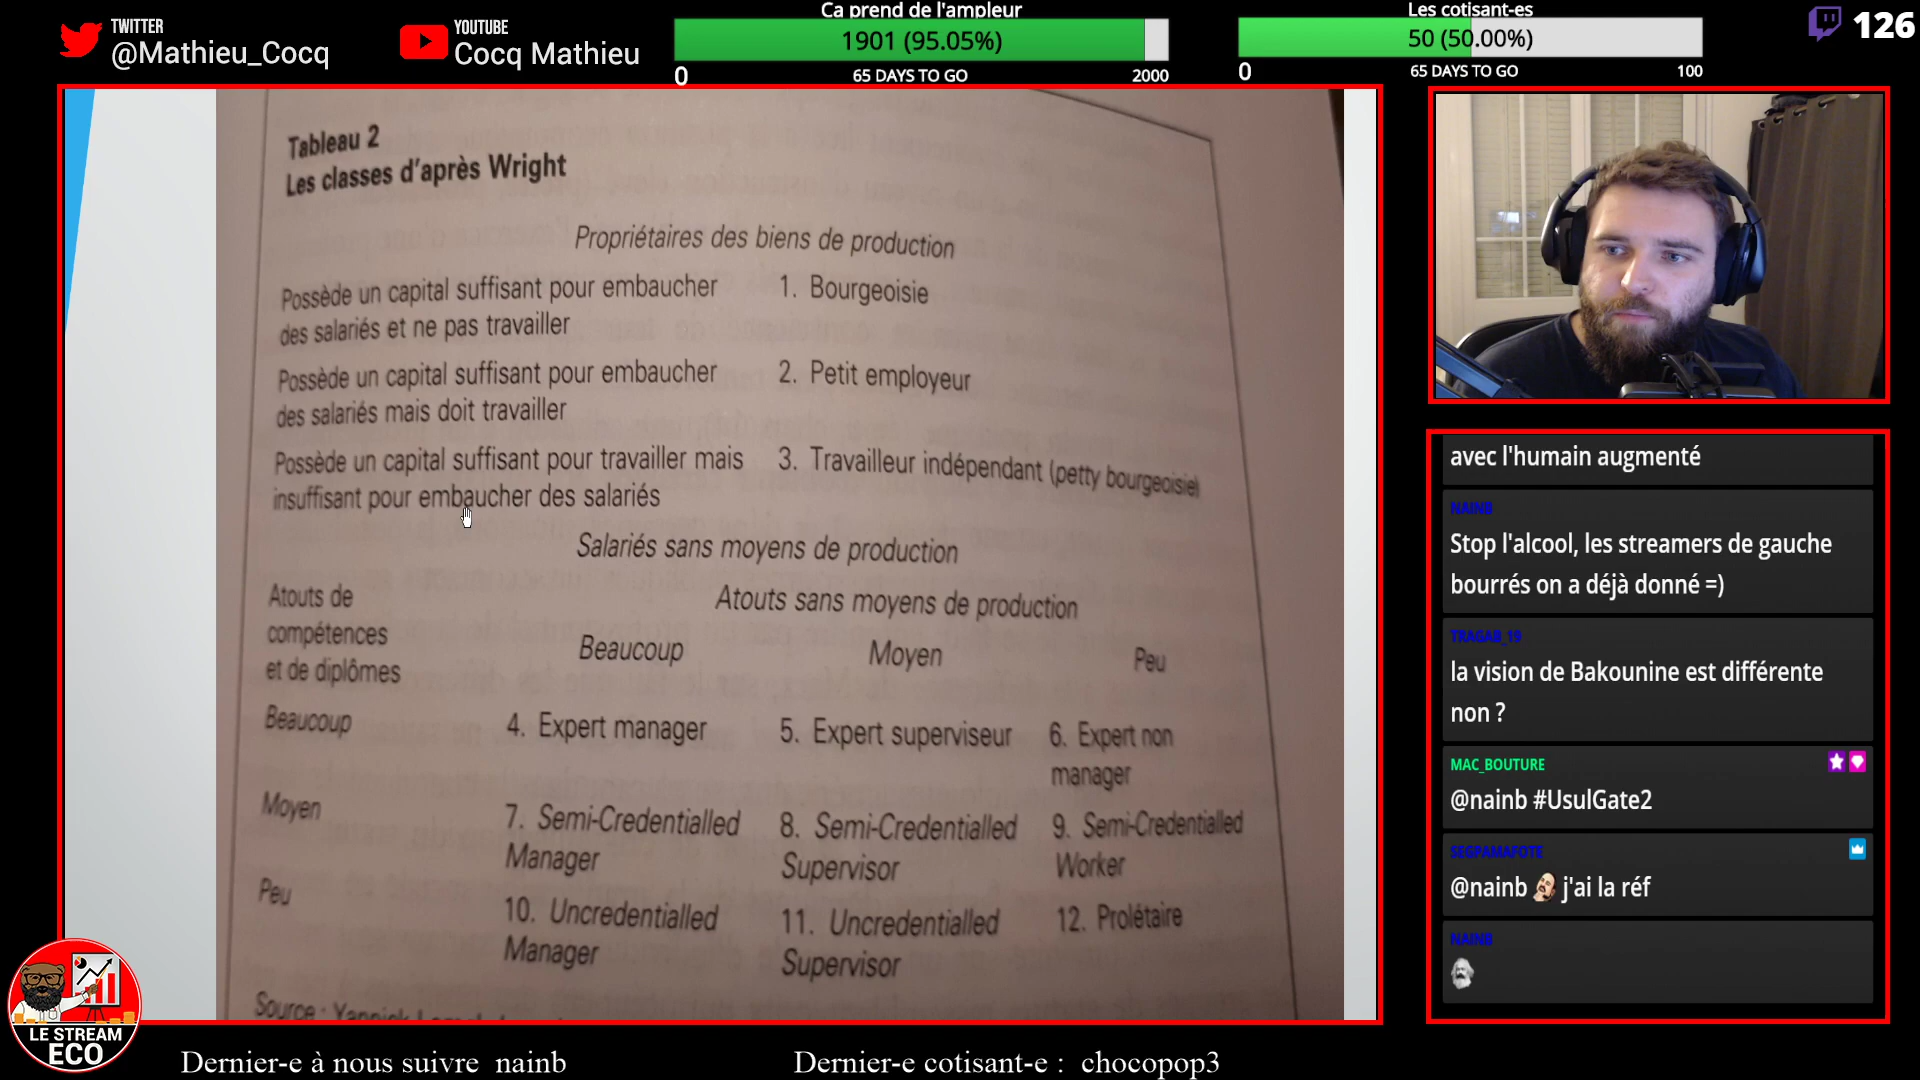 TWITTER
@Mathieu_Cocq
YOUTUBE
Cocq Mathieu
Ca prend de l'ampleur
1901 (95.05%)
0
65 DAYS TO GO
2000
Les cotisant-es
50 (50.00%)
0
65 DAYS TO GO
100
126
Tableau 2
Les classes d'après Wright
Propriétaires des biens de production
Possède un capital suffisant pour embaucher 1. Bourgeoisie
des salariés et ne pas travailler
Possède un capital suffisant pour embaucher 2. Petit employeur
des salariés mais doit travailler
Possède un capital suffisant pour travailler mais 3. Travailleur indépendant (petty bourgeoisie)
insuffisant pour embaucher des salariés
Salariés sans moyens de production
Atouts de Atouts sans moyens de production
compétences
et de diplômes Beaucoup Moyen Peu
Beaucoup 4. Expert manager 5. Expert superviseur 6. Expert non
manager
Moyen 7. Semi-Credentialled 8. Semi-Credentialled 9. Semi-Credentialled
Manager Supervisor Worker
Peu 10. Uncredentialled 11. Uncredentialled 12. Prolétaire
Manager Supervisor
Source : Yannick
avec l'humain augmenté
NAINB
Stop l'alcool, les streamers de gauche
bourrés on a déjà donné =)
TRAGAB_19
la vision de Bakounine est différente
non ?
MAC_BOUTURE
@nainb #UsulGate2
SEGPAMAFOTE
@nainb j'ai la réf
NAINB
LE STREAM
ECO
Dernier-e à nous suivre nainb
Dernier-e cotisant-e : chocopop3